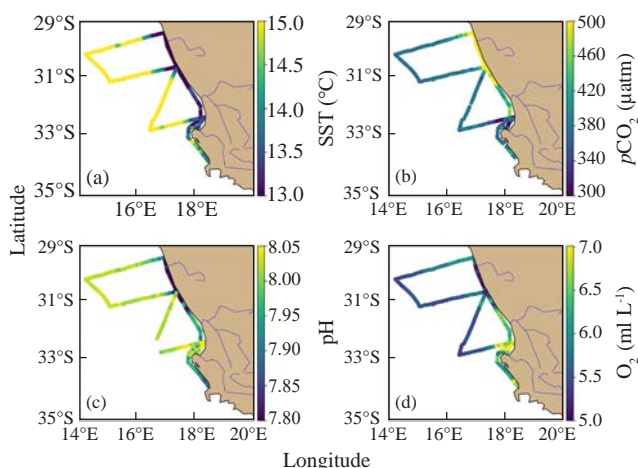 29°S
31°S
33°S
35°S
(a)
16°E 18°E
15.0
14.5
14.0
13.5
13.0
SST (°C)
29°S
31°S
33°S
35°S
(b)
14°E 16°E 18°E 20°E
500
460
420
380
340
300
pCO₂ (µatm)
Latitude
29°S
31°S
33°S
35°S
(c)
14°E 16°E 18°E 20°E
8.05
8.00
7.95
7.90
7.85
7.80
pH
29°S
31°S
33°S
35°S
(d)
14°E 16°E 18°E 20°E
7.0
6.5
6.0
5.5
5.0
O₂ (ml L⁻¹)
Longitude